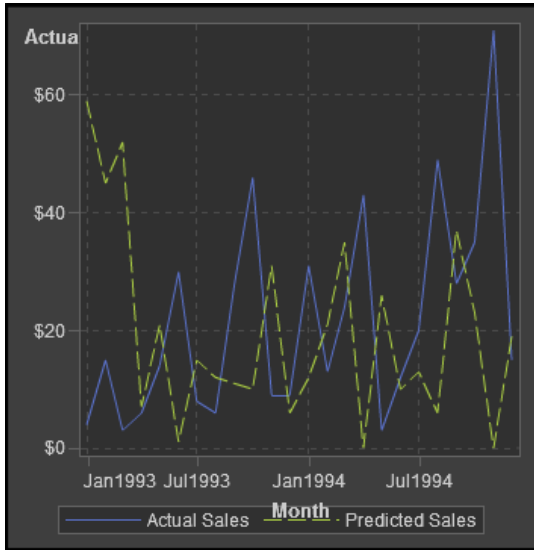 Actua
$60
$40
$20
$0
Jan1993 Jul1993 Jan1994 Jul1994
Month
Actual Sales Predicted Sales